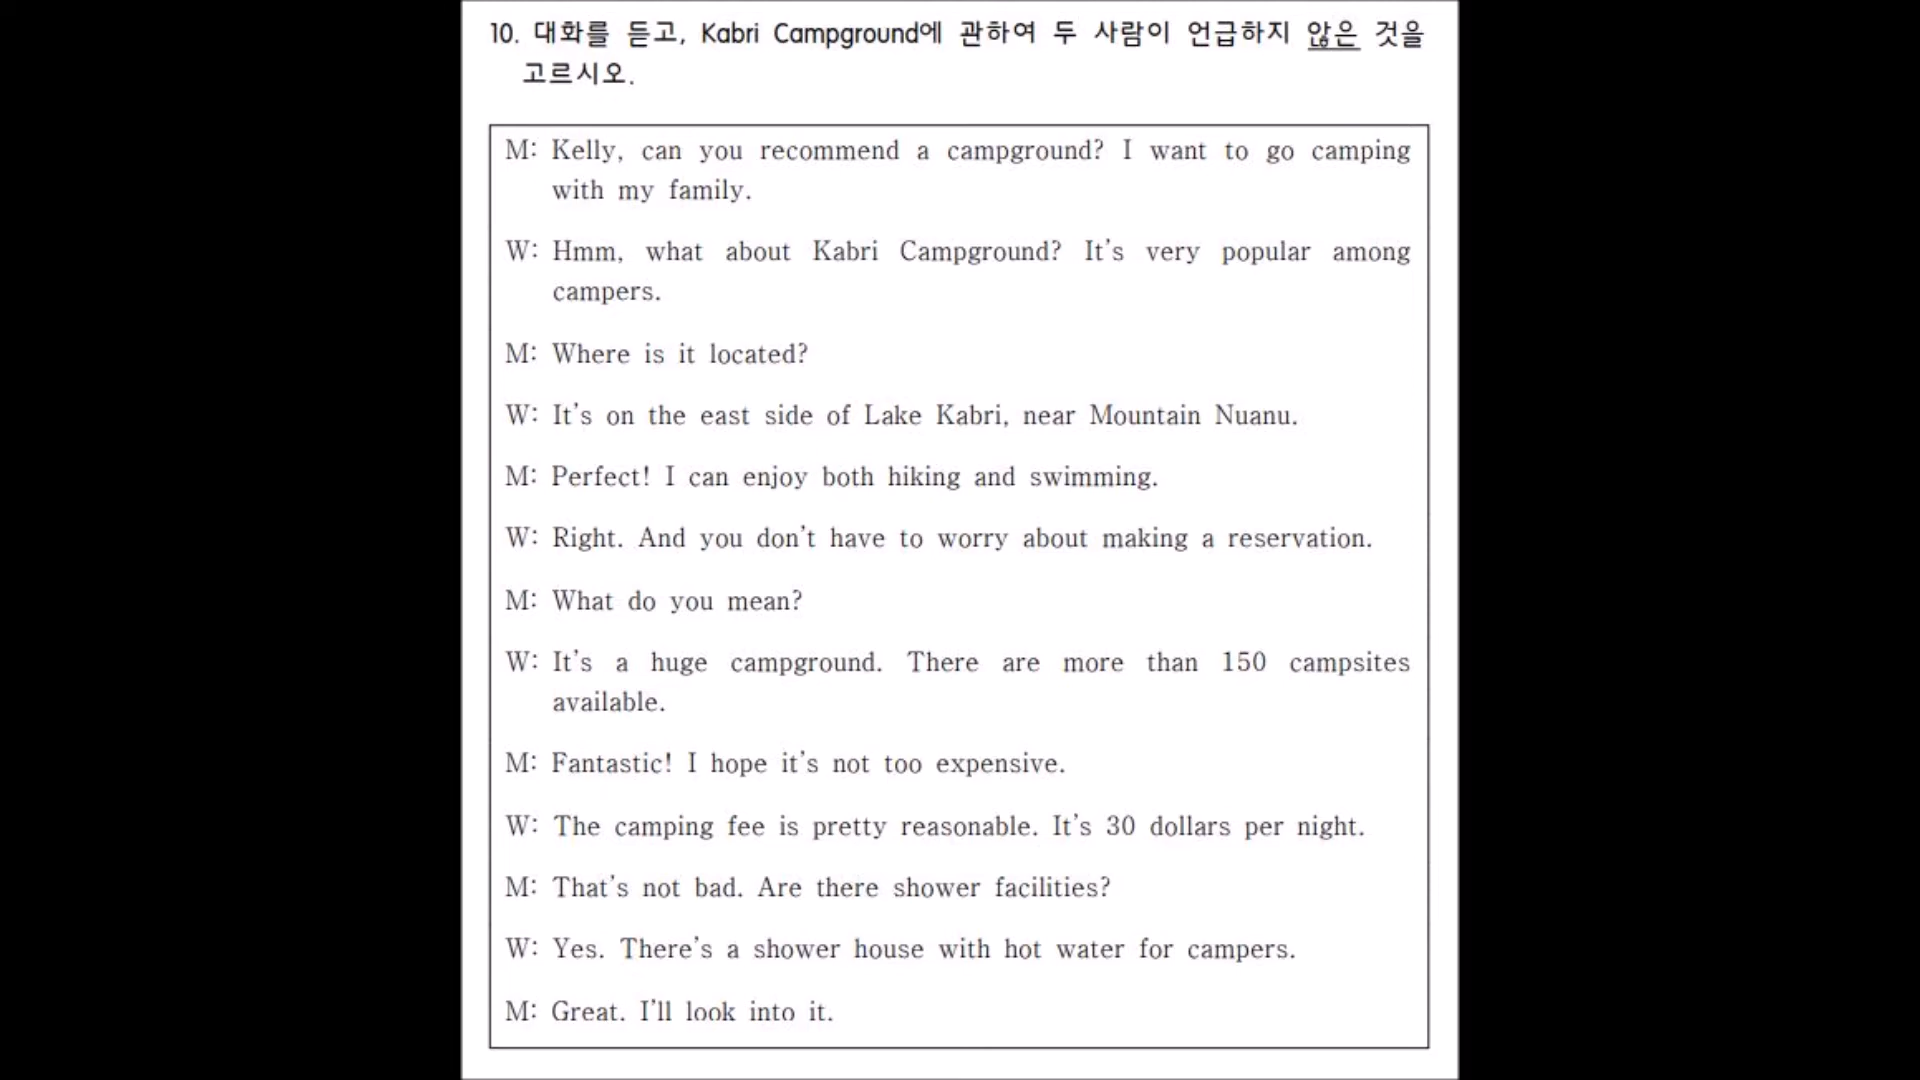 10. 대화를 듣고, Kabri Campground에 관하여 두 사람이 언급하지 않은 것을
고르시오.
M: Kelly, can you recommend a campground? I want to go camping
with my family.
W: Hmm, what about Kabri Campground? It's very popular among
campers.
M: Where is it located?
W: It's on the east side of Lake Kabri, near Mountain Nuanu.
M: Perfect! I can enjoy both hiking and swimming.
W: Right. And you don't have to worry about making a reservation.
M: What do you mean?
W: It's a huge campground. There are more than 150 campsites
available.
M: Fantastic! I hope it's not too expensive.
W: The camping fee is pretty reasonable. It's 30 dollars per night.
M: That's not bad. Are there shower facilities?
W: Yes. There's a shower house with hot water for campers.
M: Great. I'll look into it.